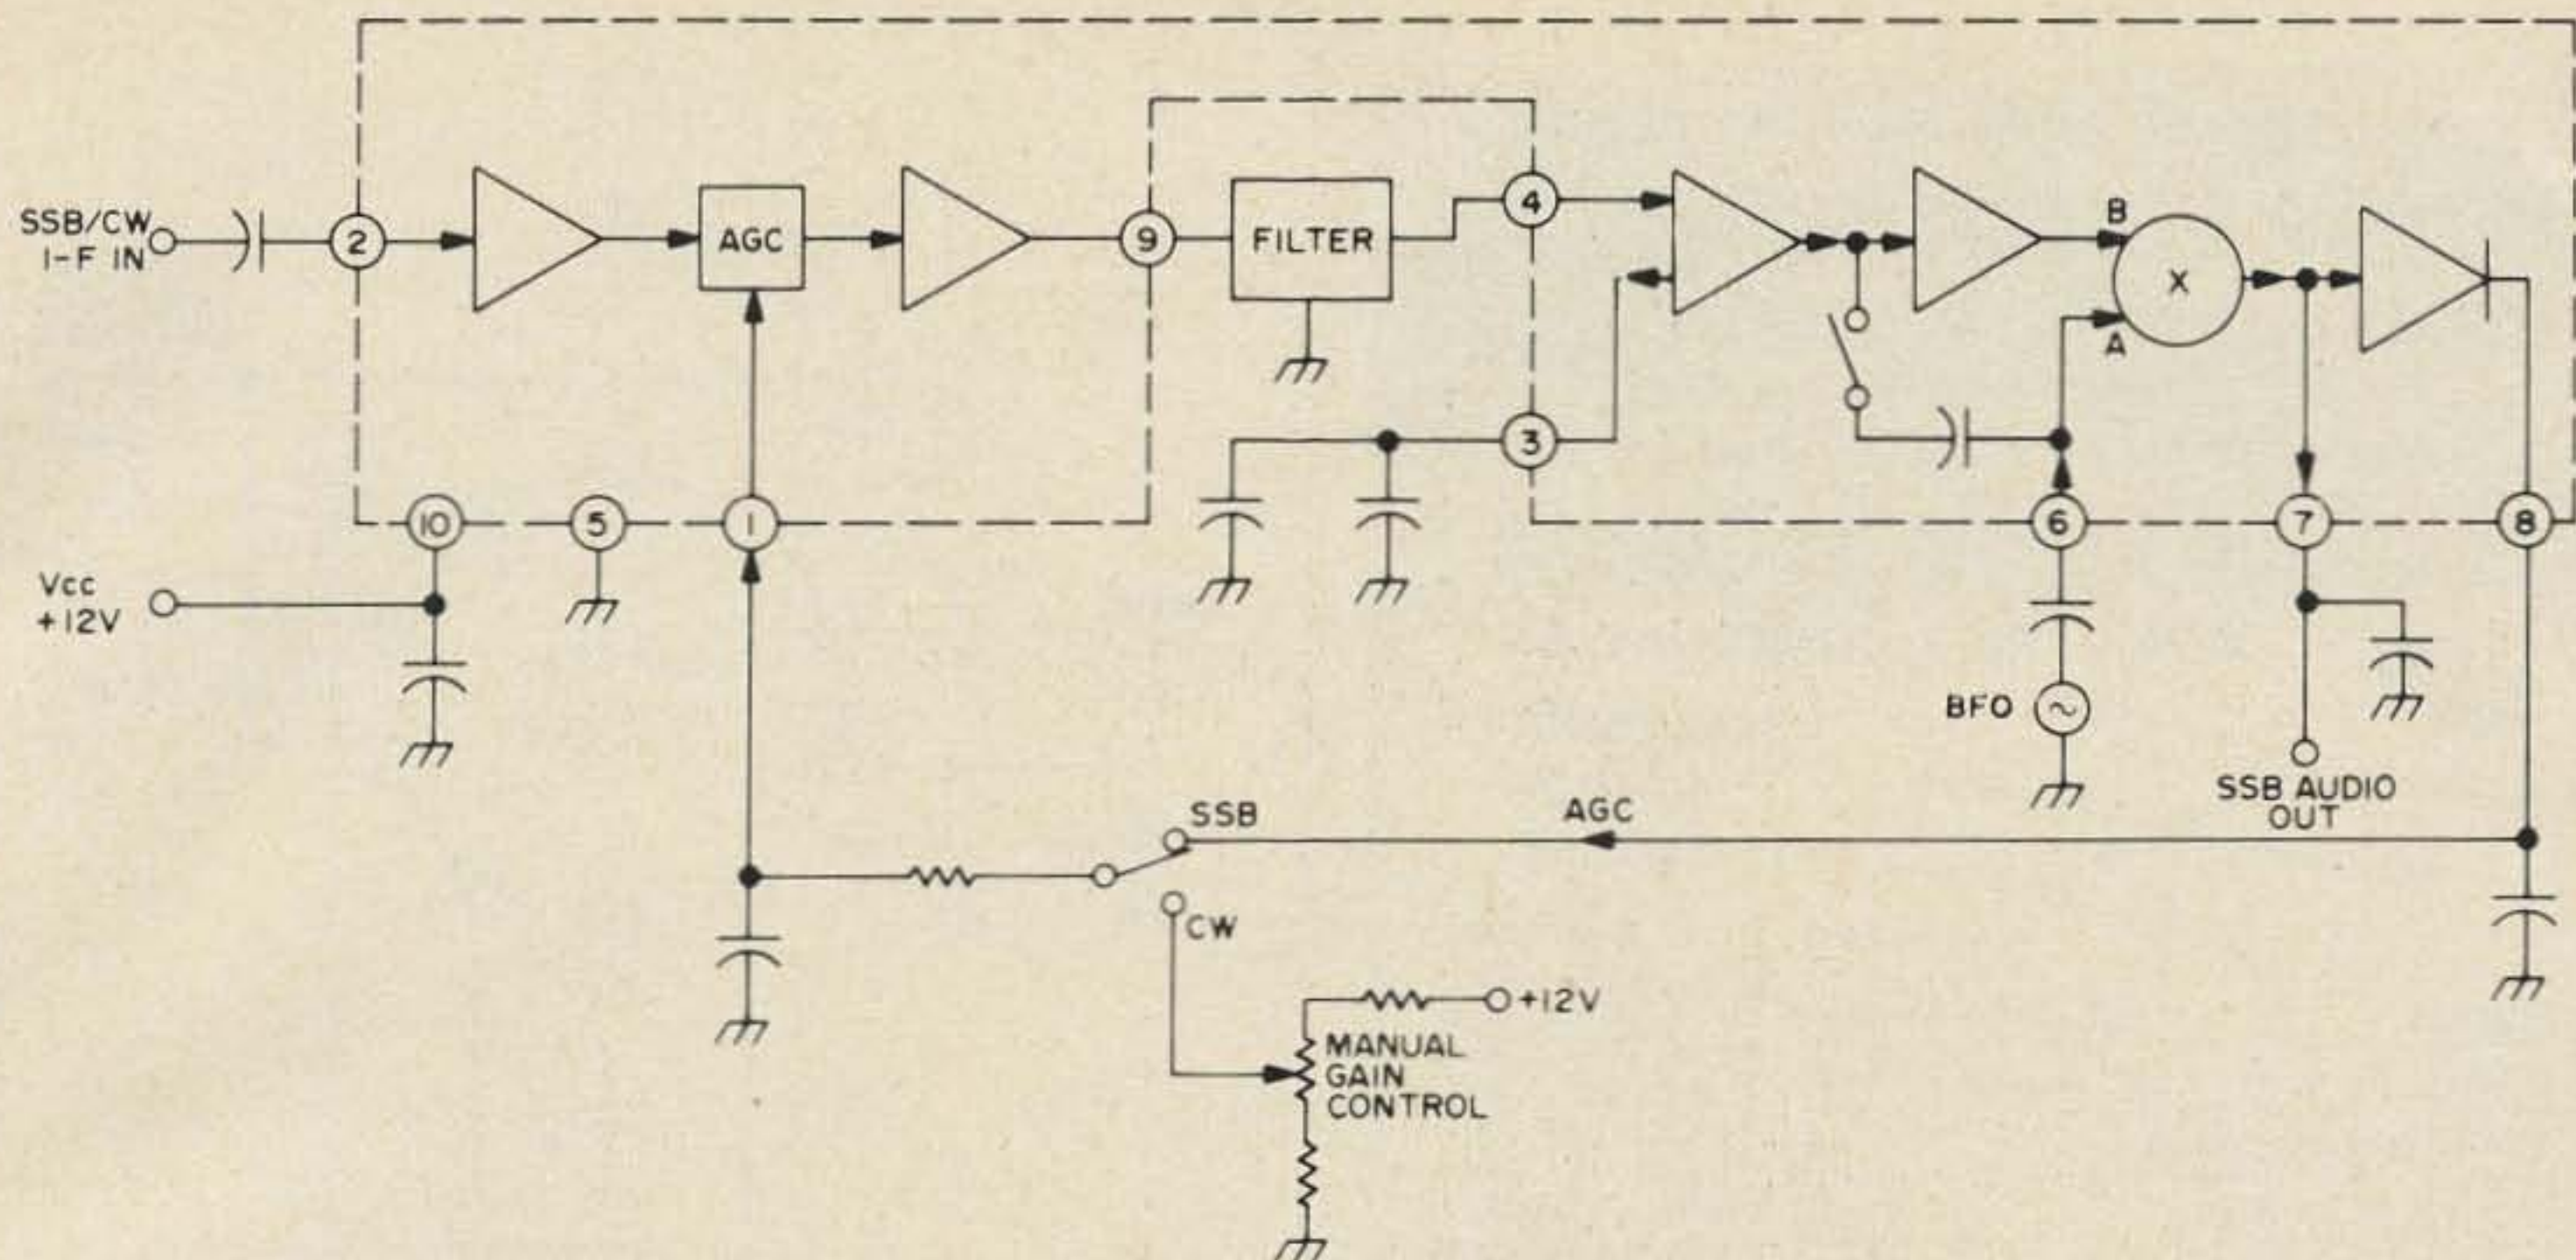 SSB/CW
I-F IN
2
AGC
9
FILTER
4
3
B
X
A
10
5
1
6
7
8
Vcc
+12V
BFO
SSB AUDIO
OUT
SSB
AGC
CW
+12V
MANUAL
GAIN
CONTROL